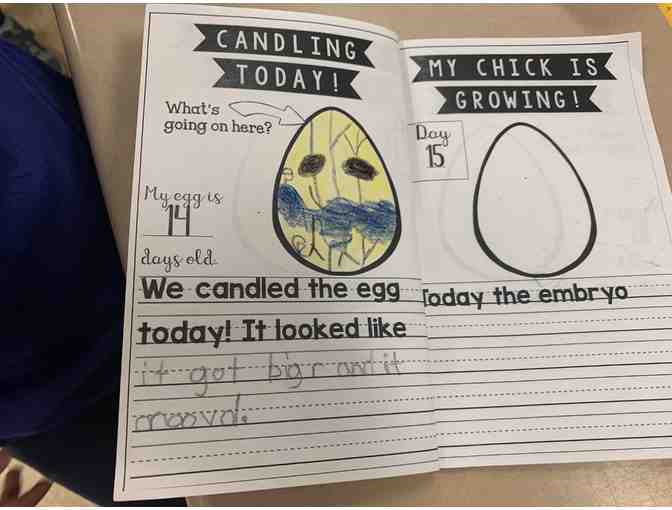 CANDLING
TODAY!
What's
going on here?
My egg is
14
days old.
We candled the egg
today! It looked like
it got bigr and it
mooved.
MY CHICK IS
GROWING!
Day
15
Today the embryo